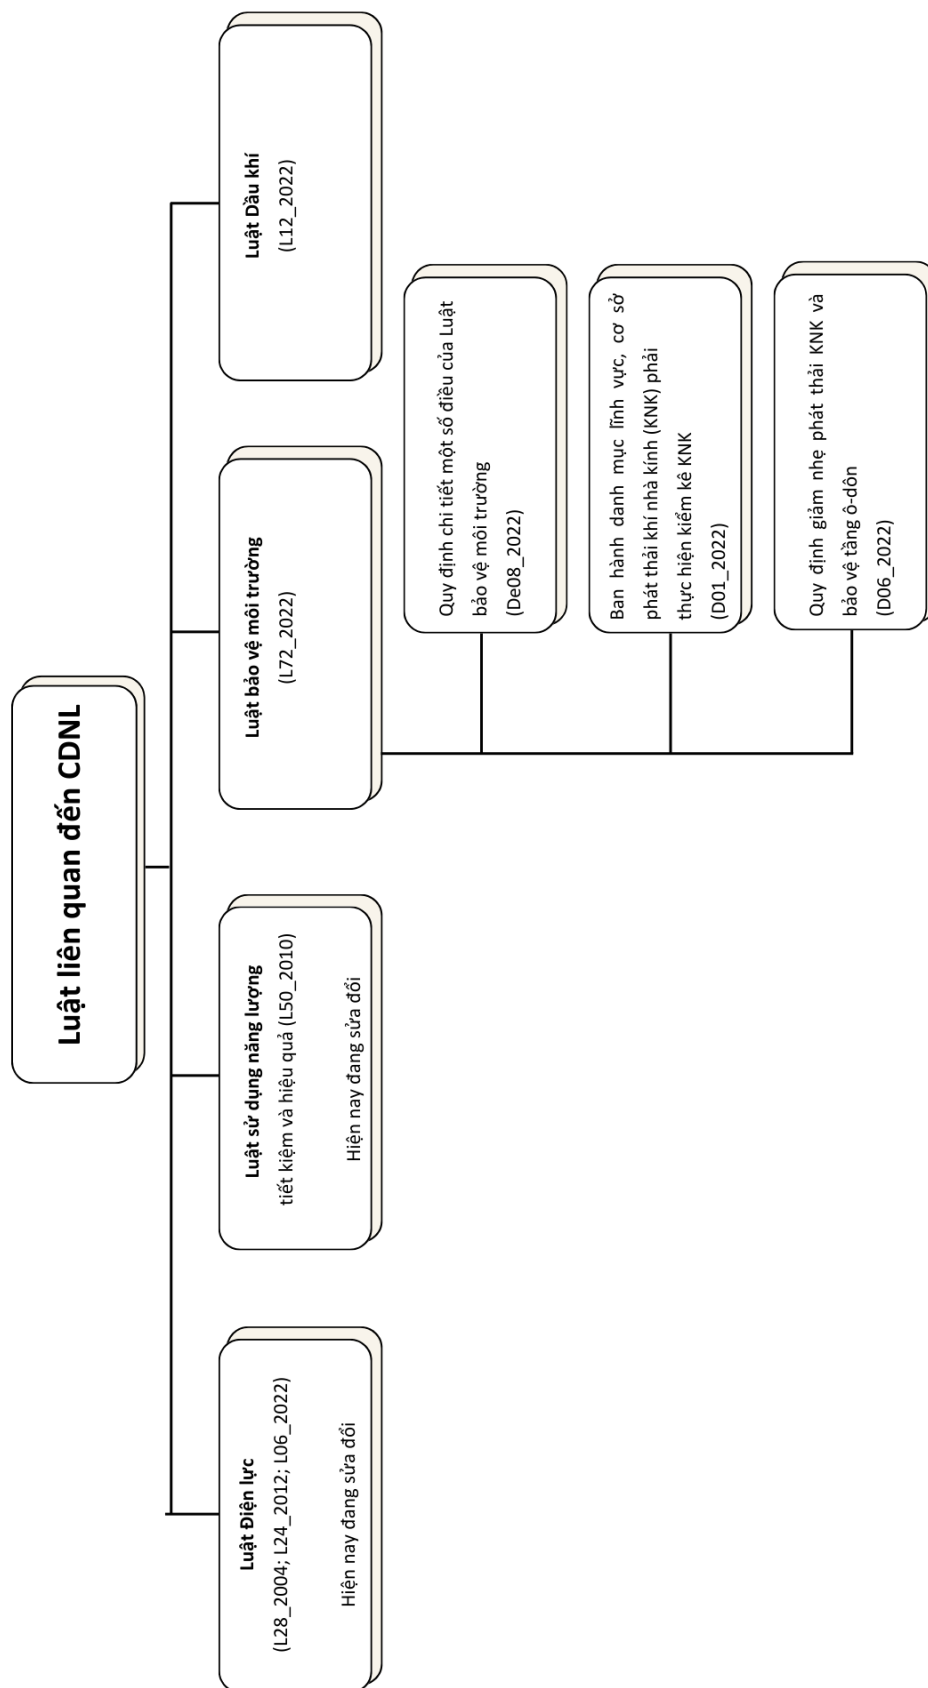 Luật liên quan đến CDNL
Luật Điện lực
(L28_2004; L24_2012; L06_2022)
Hiện nay đang sửa đổi
Luật sử dụng năng lượng
tiết kiệm và hiệu quả (L50_2010)
Hiện nay đang sửa đổi
Luật bảo vệ môi trường
(L72_2022)
Luật Dầu khí
(L12_2022)
Quy định chi tiết một số điều của Luật
bảo vệ môi trường
(De08_2022)
Ban hành danh mục lĩnh vực, cơ sở
phát thải khí nhà kính (KNK) phải
thực hiện kiểm kê KNK
(D01_2022)
Quy định giảm nhẹ phát thải KNK và
bảo vệ tầng ô-dôn
(D06_2022)